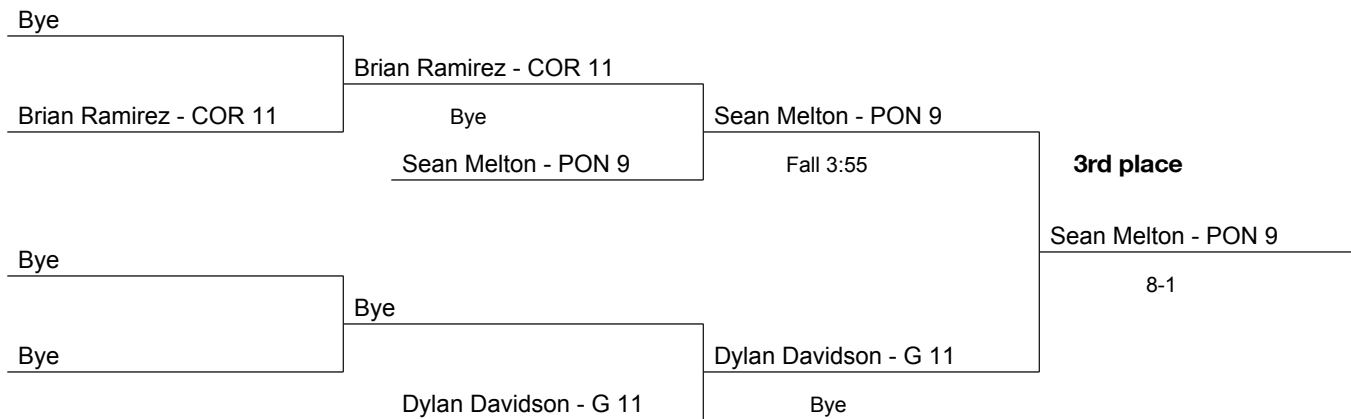 Bye
Brian Ramirez - COR 11
Brian Ramirez - COR 11
Bye
Sean Melton - PON 9
Sean Melton - PON 9
Fall 3:55
3rd place
Bye
Sean Melton - PON 9
8-1
Bye
Bye
Dylan Davidson - G 11
Dylan Davidson - G 11
Bye